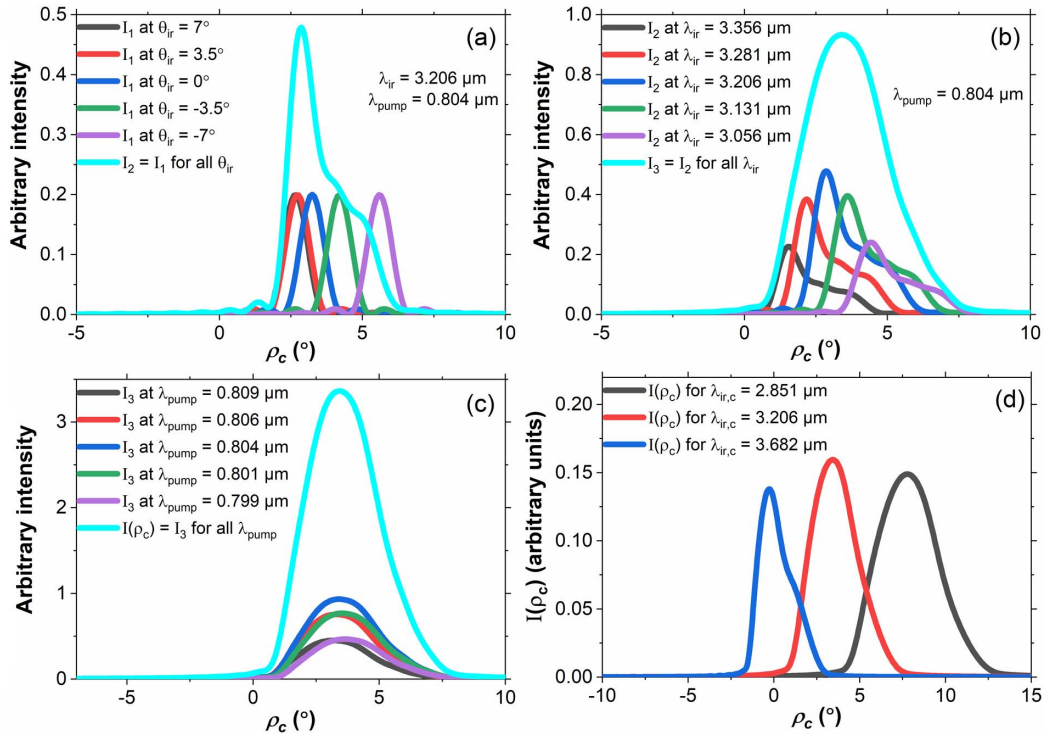 (a)
I₁ at θᵢᵣ = 7°
I₁ at θᵢᵣ = 3.5°
I₁ at θᵢᵣ = 0°
I₁ at θᵢᵣ = -3.5°
I₁ at θᵢᵣ = -7°
I₂ = I₁ for all θᵢᵣ
λᵢᵣ = 3.206 µm
λpump = 0.804 µm
Arbitrary intensity
0.5
0.4
0.3
0.2
0.1
0.0
-5 0 5 10
ρc (°)
(b)
I₂ at λᵢᵣ = 3.356 µm
I₂ at λᵢᵣ = 3.281 µm
I₂ at λᵢᵣ = 3.206 µm
I₂ at λᵢᵣ = 3.131 µm
I₂ at λᵢᵣ = 3.056 µm
I₃ = I₂ for all λᵢᵣ
λpump = 0.804 µm
Arbitrary intensity
1.0
0.8
0.6
0.4
0.2
0.0
-5 0 5 10
ρc (°)
(c)
I₃ at λpump = 0.809 µm
I₃ at λpump = 0.806 µm
I₃ at λpump = 0.804 µm
I₃ at λpump = 0.801 µm
I₃ at λpump = 0.799 µm
I(ρc) = I₃ for all λpump
Arbitrary intensity
3
2
1
0
-5 0 5 10
ρc (°)
(d)
I(ρc) for λir,c = 2.851 µm
I(ρc) for λir,c = 3.206 µm
I(ρc) for λir,c = 3.682 µm
I(ρc) (arbitrary units)
0.20
0.15
0.10
0.05
0.00
-10 -5 0 5 10 15
ρc (°)